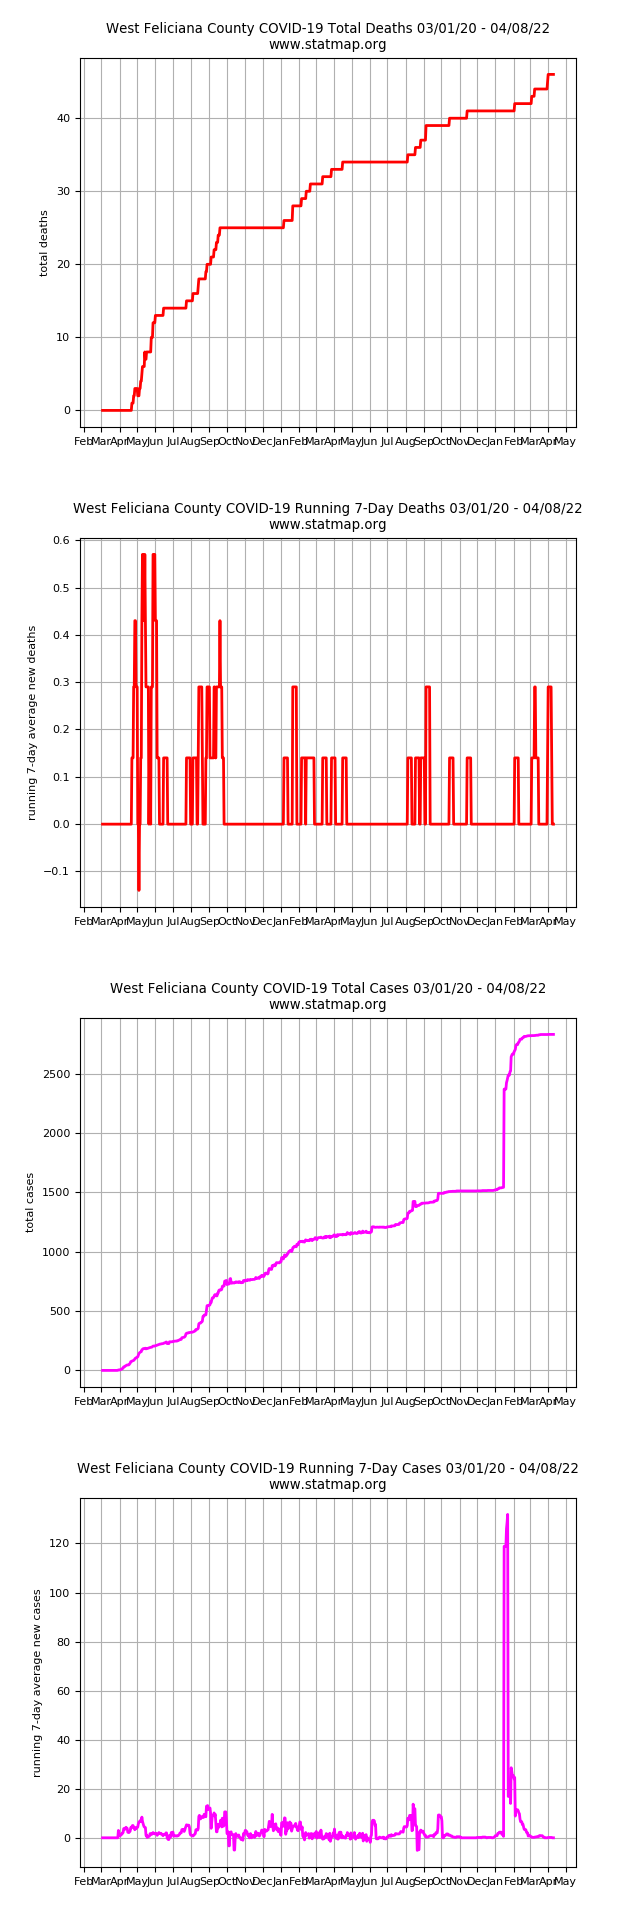 West Feliciana County COVID-19 Total Deaths 03/01/20 - 04/08/22
www.statmap.org
40
30
20
10
0
total deaths
Feb Mar Apr May Jun Jul Aug Sep Oct Nov Dec Jan Feb Mar Apr May Jun Jul Aug Sep Oct Nov Dec Jan Feb Mar Apr May
West Feliciana County COVID-19 Running 7-Day Deaths 03/01/20 - 04/08/22
www.statmap.org
0.6
0.5
0.4
0.3
0.2
0.1
0.0
−0.1
running 7-day average new deaths
Feb Mar Apr May Jun Jul Aug Sep Oct Nov Dec Jan Feb Mar Apr May Jun Jul Aug Sep Oct Nov Dec Jan Feb Mar Apr May
West Feliciana County COVID-19 Total Cases 03/01/20 - 04/08/22
www.statmap.org
2500
2000
1500
1000
500
0
total cases
Feb Mar Apr May Jun Jul Aug Sep Oct Nov Dec Jan Feb Mar Apr May Jun Jul Aug Sep Oct Nov Dec Jan Feb Mar Apr May
West Feliciana County COVID-19 Running 7-Day Cases 03/01/20 - 04/08/22
www.statmap.org
120
100
80
60
40
20
0
running 7-day average new cases
Feb Mar Apr May Jun Jul Aug Sep Oct Nov Dec Jan Feb Mar Apr May Jun Jul Aug Sep Oct Nov Dec Jan Feb Mar Apr May